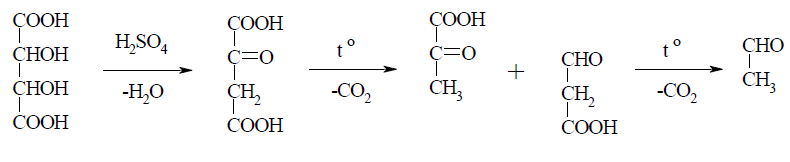 COOH
CHOH
CHOH
COOH
H₂SO₄
-H₂O
COOH
C=O
CH₂
COOH
t°
-CO₂
COOH
C=O
CH₃
+
CHO
CH₂
COOH
t°
-CO₂
CHO
CH₃